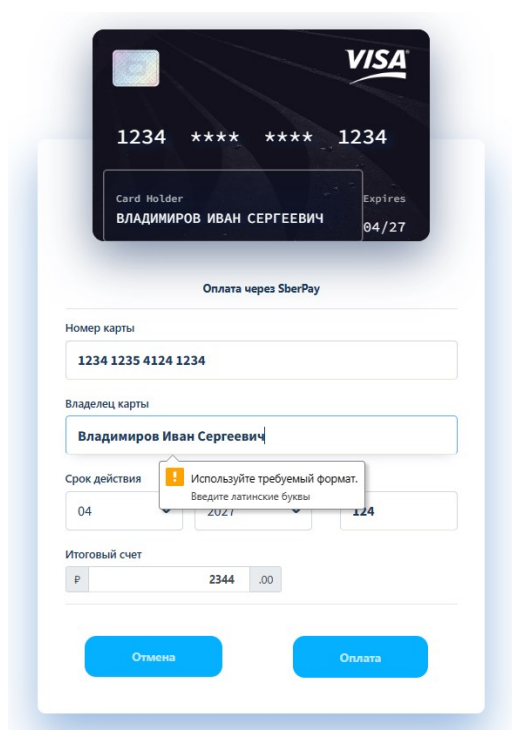 VISA
1234 **** **** 1234
Card Holder Expires
ВЛАДИМИРОВ ИВАН СЕРГЕЕВИЧ 04/27
Оплата через SberPay
Номер карты
1234 1235 4124 1234
Владелец карты
Владимиров Иван Сергеевич
Срок действия
! Используйте требуемый формат.
Введите латинские буквы
04 2027 124
Итоговый счет
₽ 2344 .00
Отмена Оплата